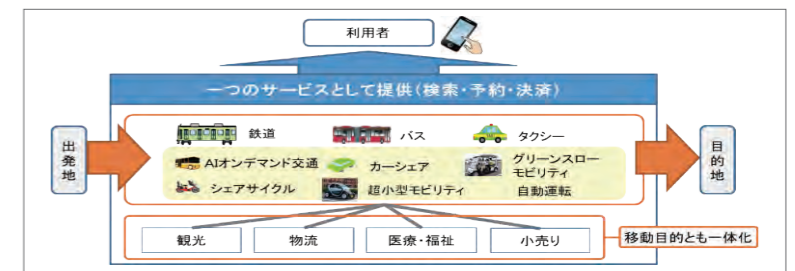 利用者
一つのサービスとして提供(検索・予約・決済)
出発地
鉄道
バス
タクシー
AIオンデマンド交通
カーシェア
グリーンスロー
モビリティ
シェアサイクル
超小型モビリティ
自動運転
目的地
観光
物流
医療・福祉
小売り
移動目的とも一体化